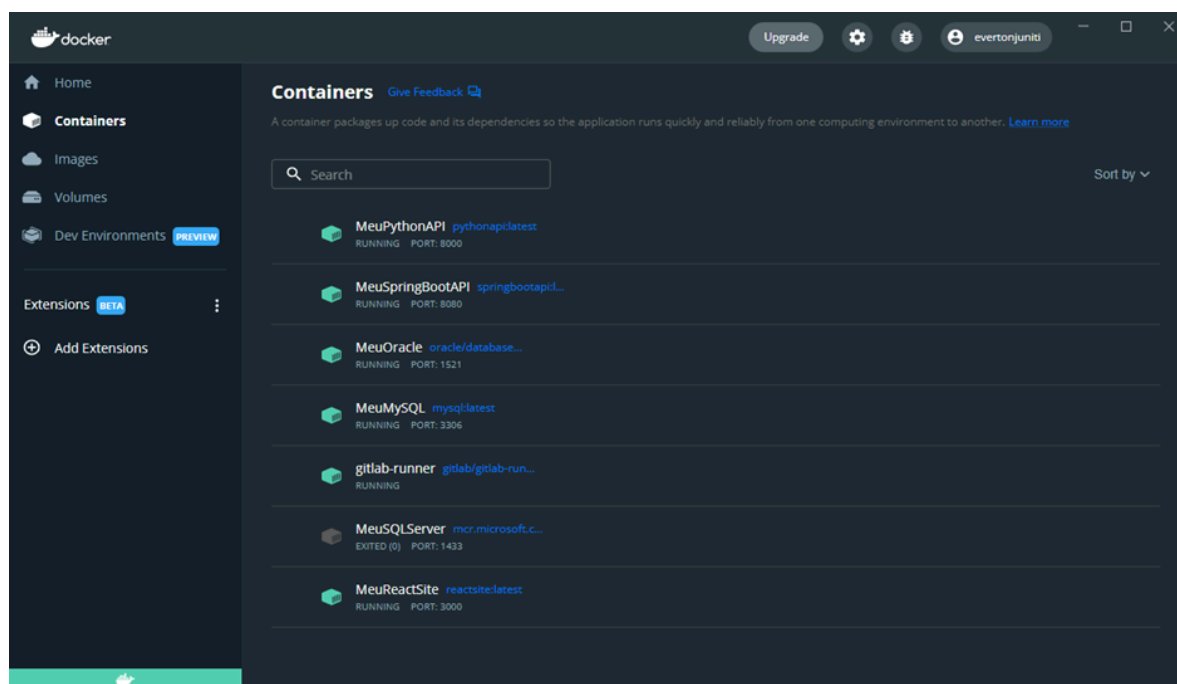 docker
Upgrade
evertonjuniti
Home
Containers
Images
Volumes
Dev Environments PREVIEW
Extensions BETA
Add Extensions
Containers Give Feedback
A container packages up code and its dependencies so the application runs quickly and reliably from one computing environment to another. Learn more
Search
Sort by
MeuPythonAPI pythonapi:latest
RUNNING PORT: 8000
MeuSpringBootAPI springbootapi:l...
RUNNING PORT: 8080
MeuOracle oracle/database...
RUNNING PORT: 1521
MeuMySQL mysql:latest
RUNNING PORT: 3306
gitlab-runner gitlab/gitlab-run...
RUNNING
MeuSQLServer mcr.microsoft.c...
EXITED (0) PORT: 1433
MeuReactSite reactsite:latest
RUNNING PORT: 3000